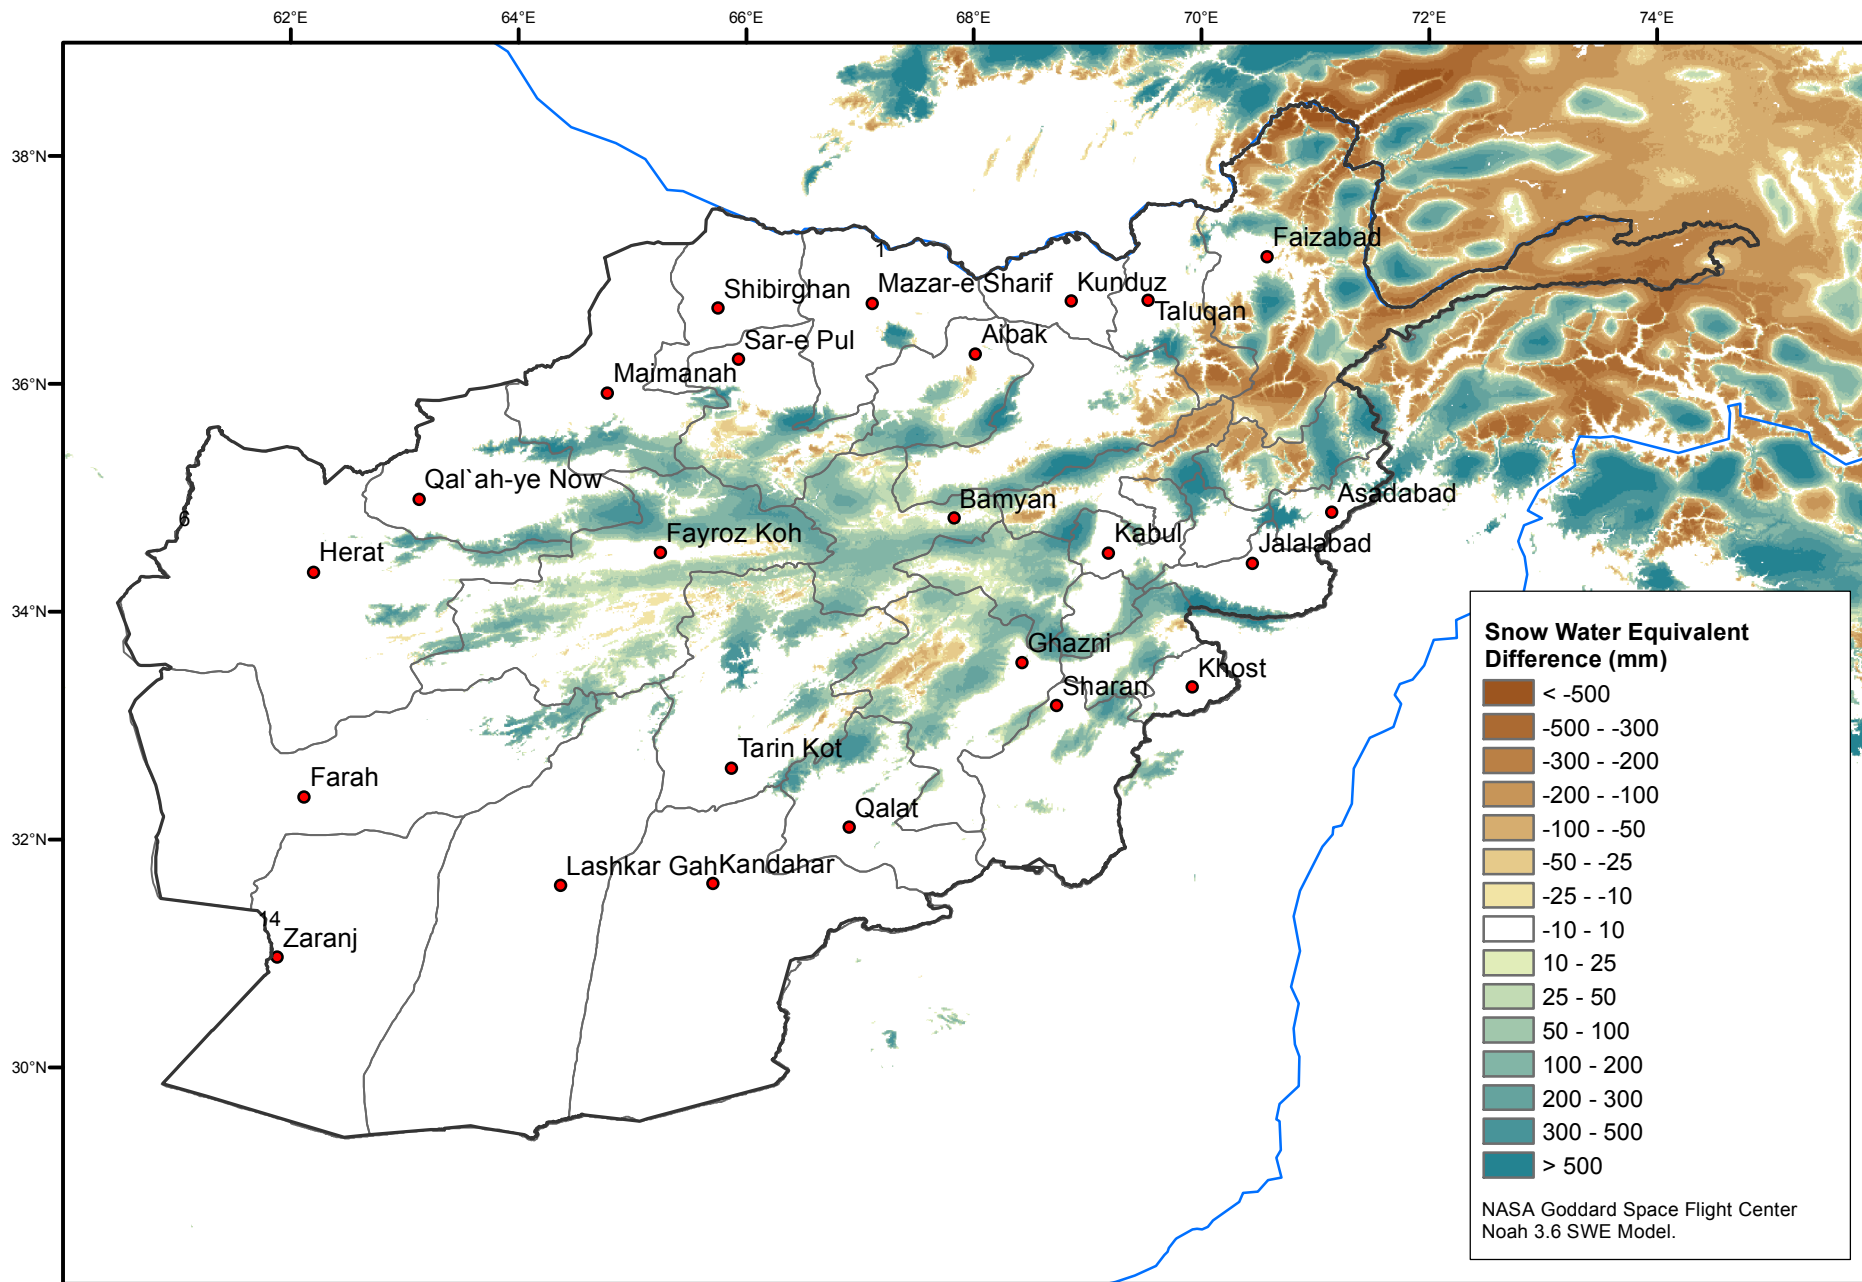 62°E
64°E
66°E
68°E
70°E
72°E
74°E
38°N
36°N
34°N
32°N
30°N
1
Faizabad
Shibirghan
Mazar-e Sharif
Kunduz
Taluqan
Sar-e Pul
Aibak
Maimanah
Qal`ah-ye Now
Bamyan
Asadabad
6
Herat
Fayroz Koh
Kabul
Jalalabad
Ghazni
Khost
Sharan
Tarin Kot
Farah
Qalat
Lashkar Gah
Kandahar
14
Zaranj
Snow Water Equivalent
Difference (mm)
< -500
-500 - -300
-300 - -200
-200 - -100
-100 - -50
-50 - -25
-25 - -10
-10 - 10
10 - 25
25 - 50
50 - 100
100 - 200
200 - 300
300 - 500
> 500
NASA Goddard Space Flight Center
Noah 3.6 SWE Model.